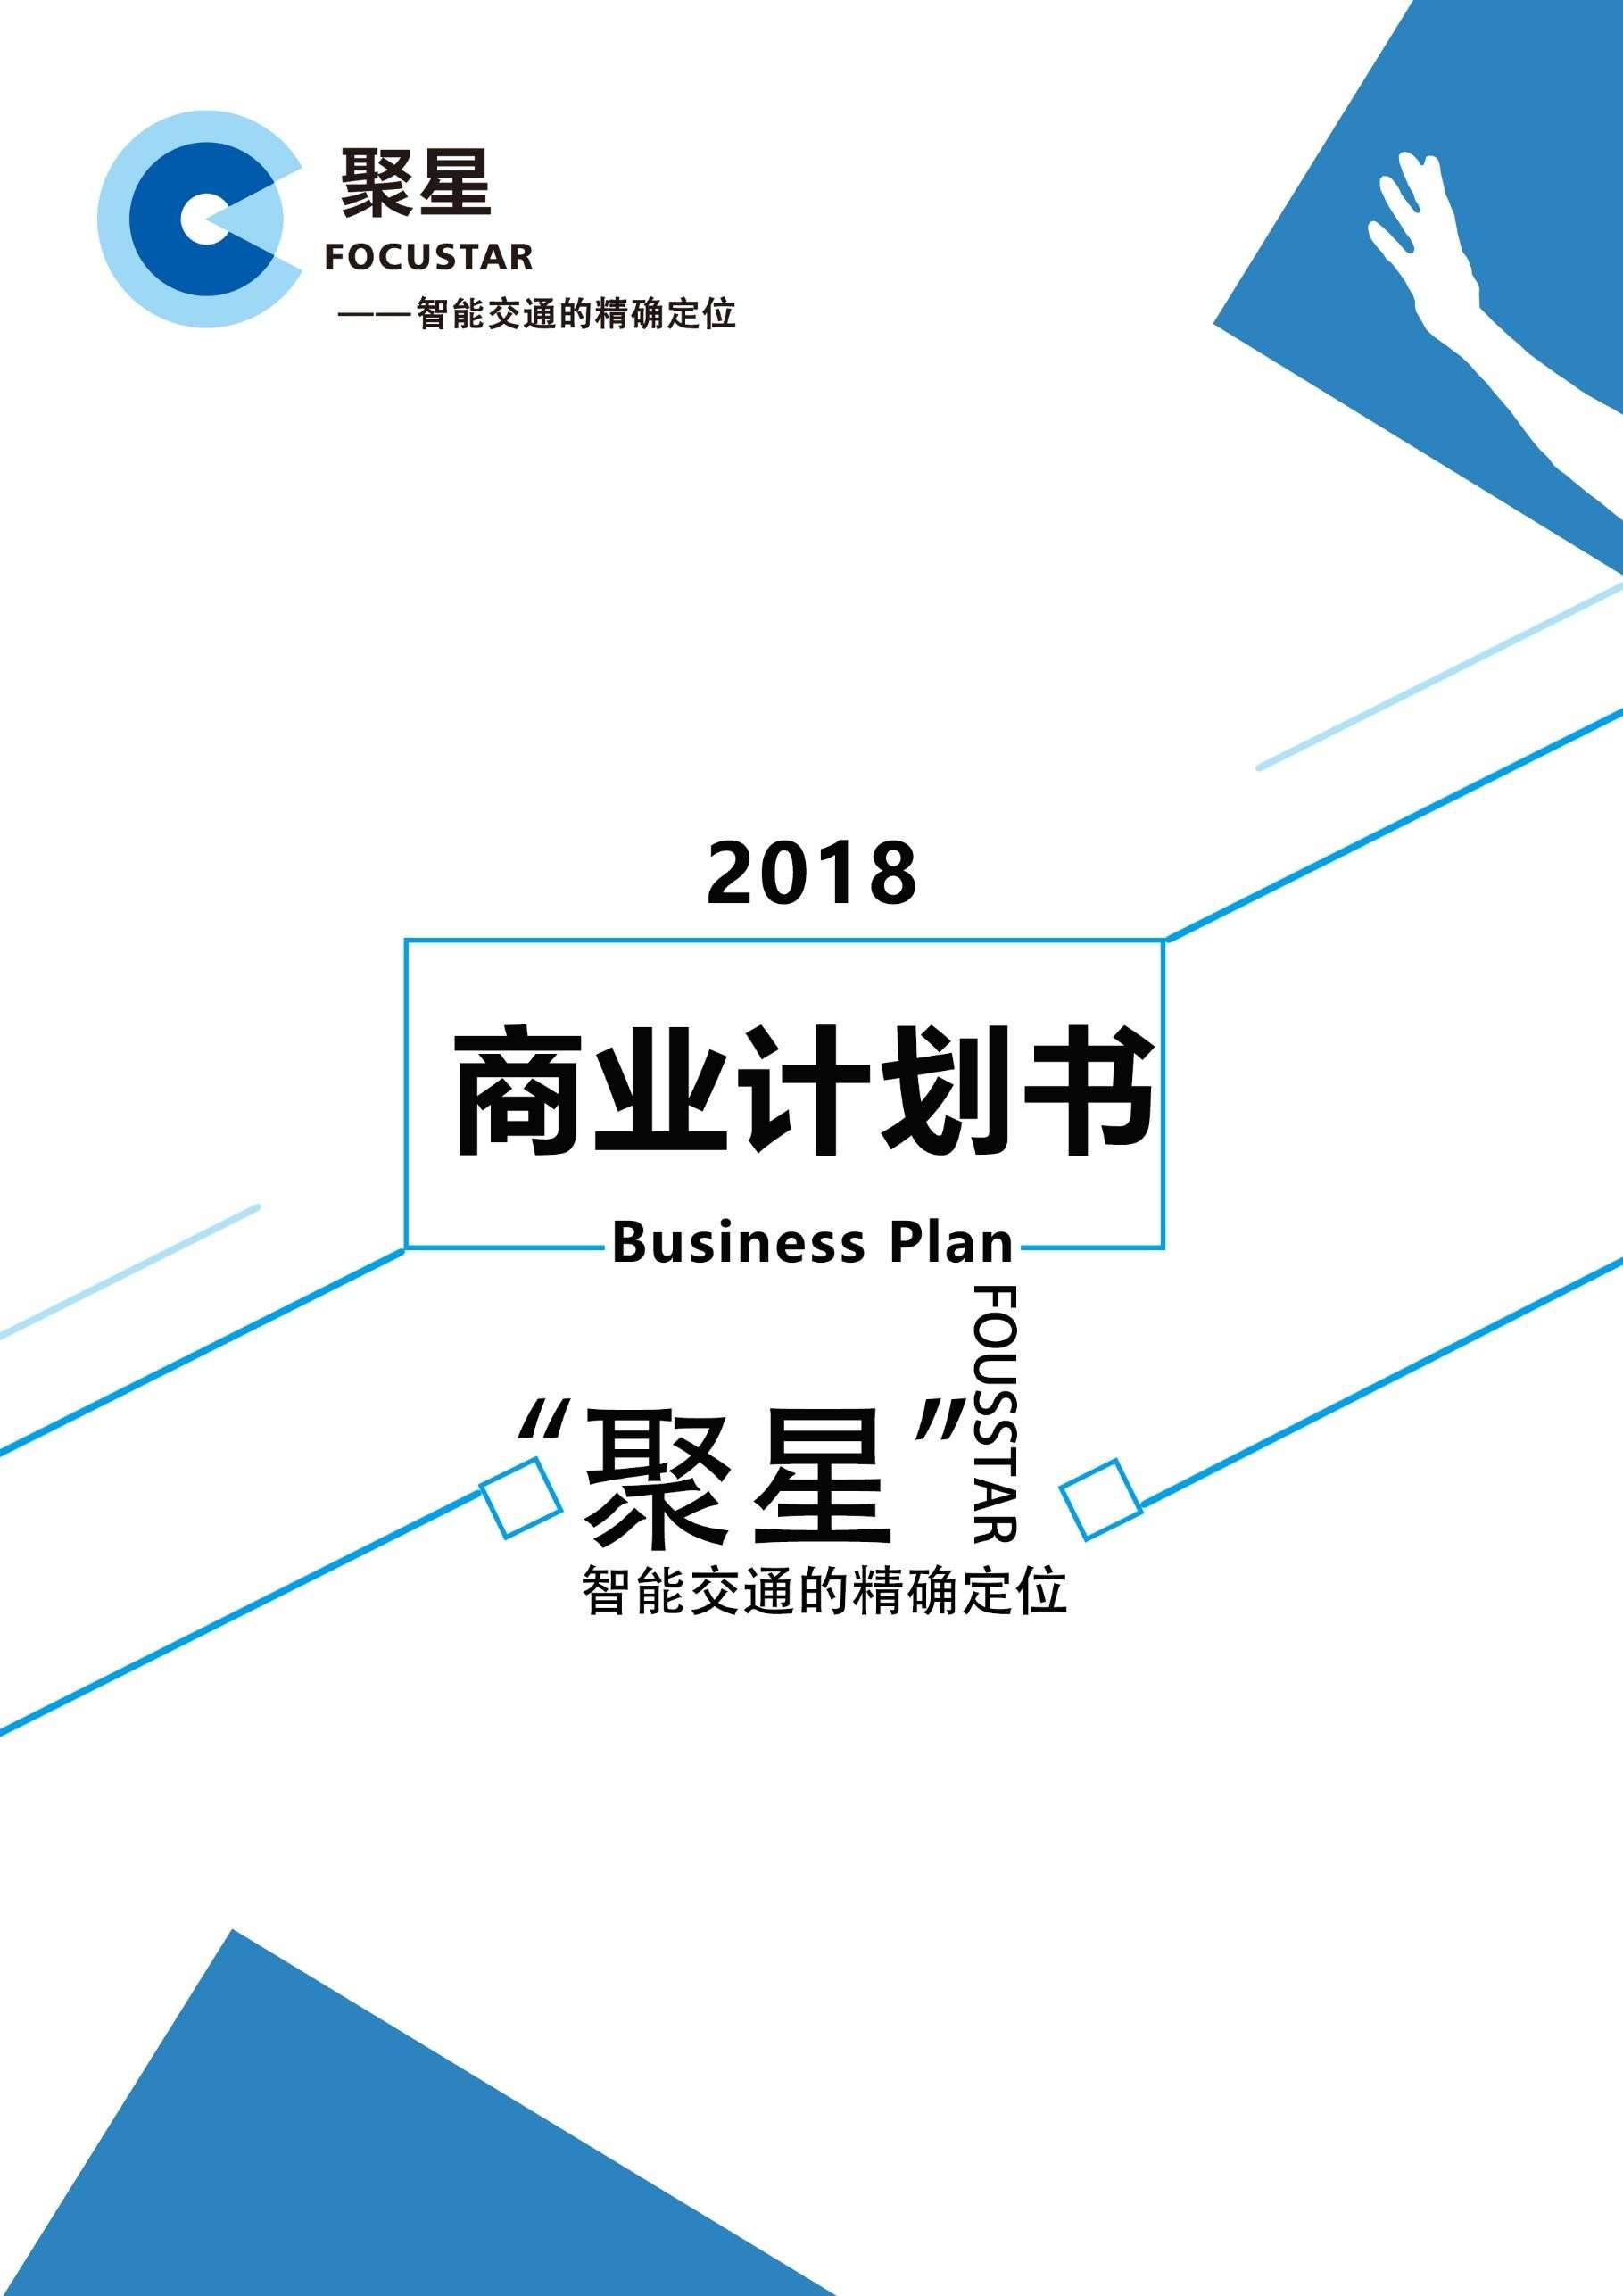 聚星
FOCUSTAR
——智能交通的精确定位
2018
商业计划书
Business Plan
“聚星”
FOUSSTAR
智能交通的精确定位